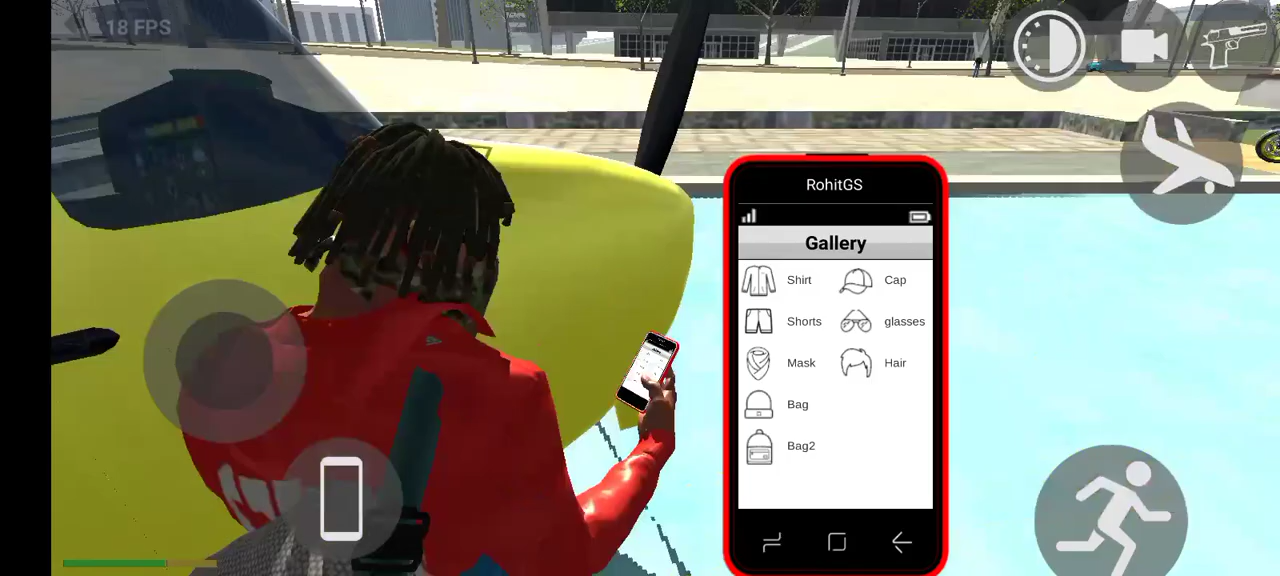 18 FPS
RohitGS
Gallery
Shirt Cap
Shorts glasses
Mask Hair
Bag
Bag2